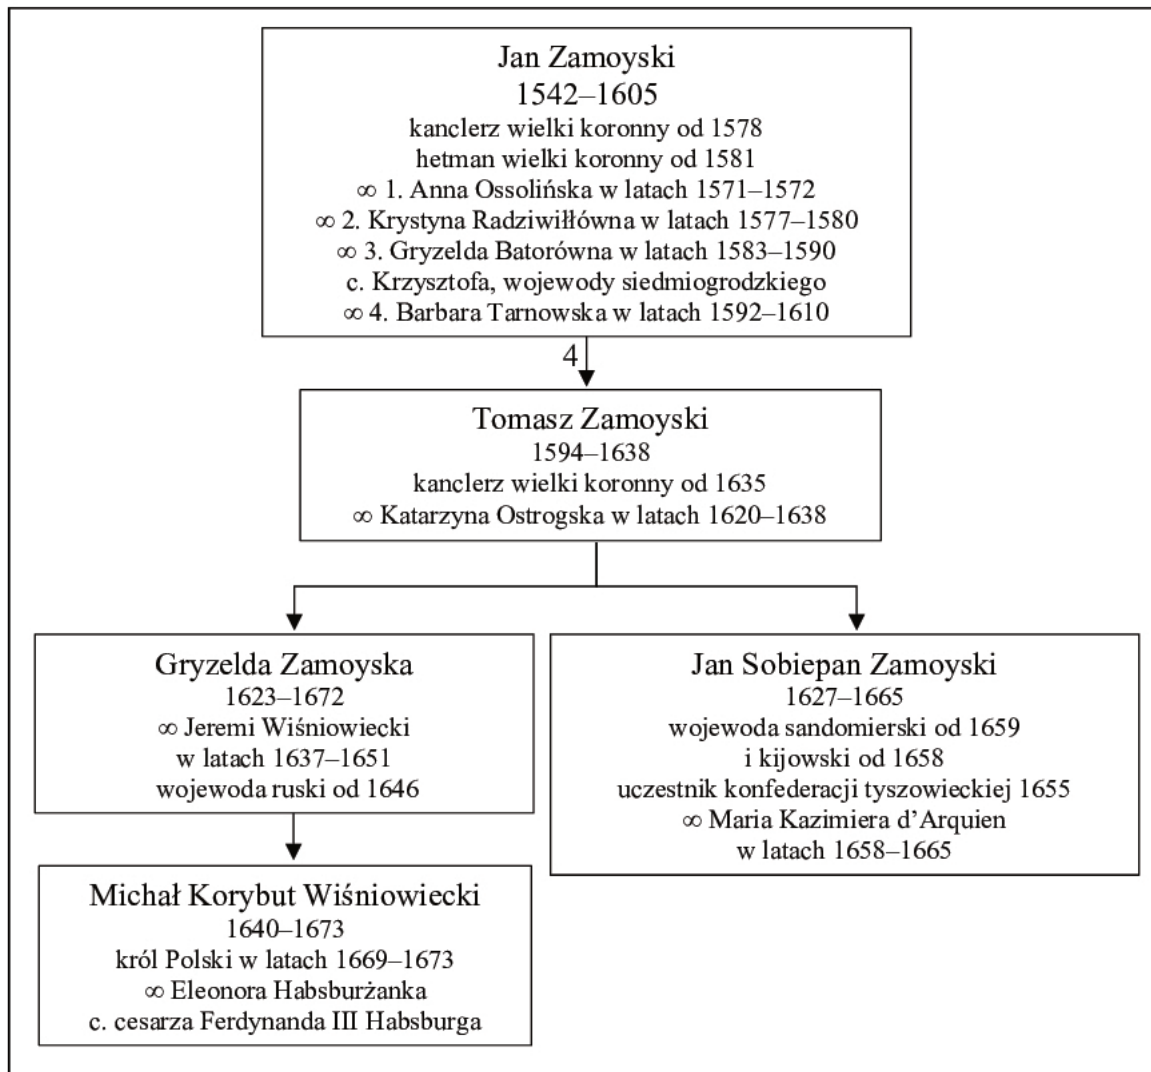 Jan Zamoyski
1542–1605
kanclerz wielki koronny od 1578
hetman wielki koronny od 1581
∞ 1. Anna Ossolińska w latach 1571–1572
∞ 2. Krystyna Radziwiłłówna w latach 1577–1580
∞ 3. Gryzelda Batorówna w latach 1583–1590
c. Krzysztofa, wojewody siedmiogrodzkiego
∞ 4. Barbara Tarnowska w latach 1592–1610
4
Tomasz Zamoyski
1594–1638
kanclerz wielki koronny od 1635
∞ Katarzyna Ostrogska w latach 1620–1638
Gryzelda Zamoyska
1623–1672
∞ Jeremi Wiśniowiecki
w latach 1637–1651
wojewoda ruski od 1646
Jan Sobiepan Zamoyski
1627–1665
wojewoda sandomierski od 1659
i kijowski od 1658
uczestnik konfederacji tyszowieckiej 1655
∞ Maria Kazimiera d’Arquien
w latach 1658–1665
Michał Korybut Wiśniowiecki
1640–1673
król Polski w latach 1669–1673
∞ Eleonora Habsburżanka
c. cesarza Ferdynanda III Habsburga